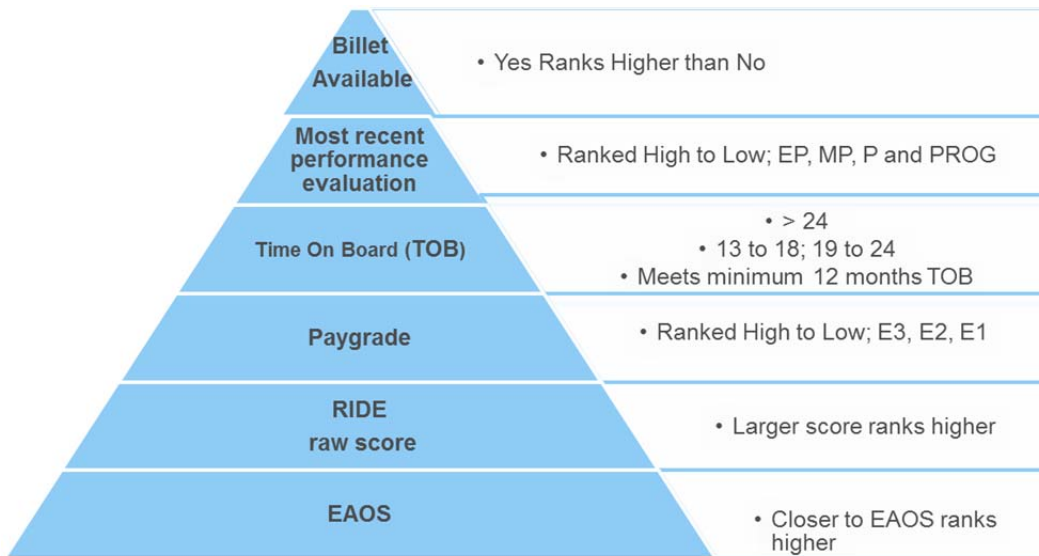 Billet
Available
• Yes Ranks Higher than No
Most recent
performance
evaluation
• Ranked High to Low; EP, MP, P and PROG
Time On Board (TOB)
• > 24
• 13 to 18; 19 to 24
• Meets minimum 12 months TOB
Paygrade
• Ranked High to Low; E3, E2, E1
RIDE
raw score
• Larger score ranks higher
EAOS
• Closer to EAOS ranks
higher